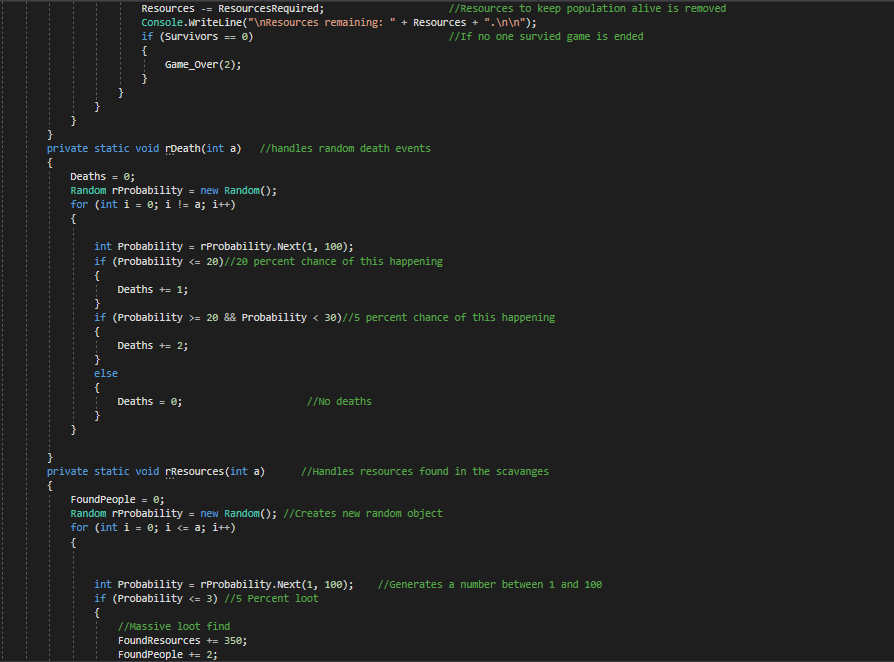 Resources -= ResourcesRequired; //Resources to keep population alive is removed
Console.WriteLine("\nResources remaining: " + Resources + ".\n\n");
if (Survivors == 0) //If no one survied game is ended
{
Game_Over(2);
}
}
}
}
}
private static void rDeath(int a) //handles random death events
{
Deaths = 0;
Random rProbability = new Random();
for (int i = 0; i != a; i++)
{
int Probability = rProbability.Next(1, 100);
if (Probability <= 20)//20 percent chance of this happening
{
Deaths += 1;
}
if (Probability >= 20 && Probability < 30)//5 percent chance of this happening
{
Deaths += 2;
}
else
{
Deaths = 0; //No deaths
}
}
}
private static void rResources(int a) //Handles resources found in the scavanges
{
FoundPeople = 0;
Random rProbability = new Random(); //Creates new random object
for (int i = 0; i <= a; i++)
{
int Probability = rProbability.Next(1, 100); //Generates a number between 1 and 100
if (Probability <= 3) //5 Percent loot
{
//Massive loot find
FoundResources += 350;
FoundPeople += 2;